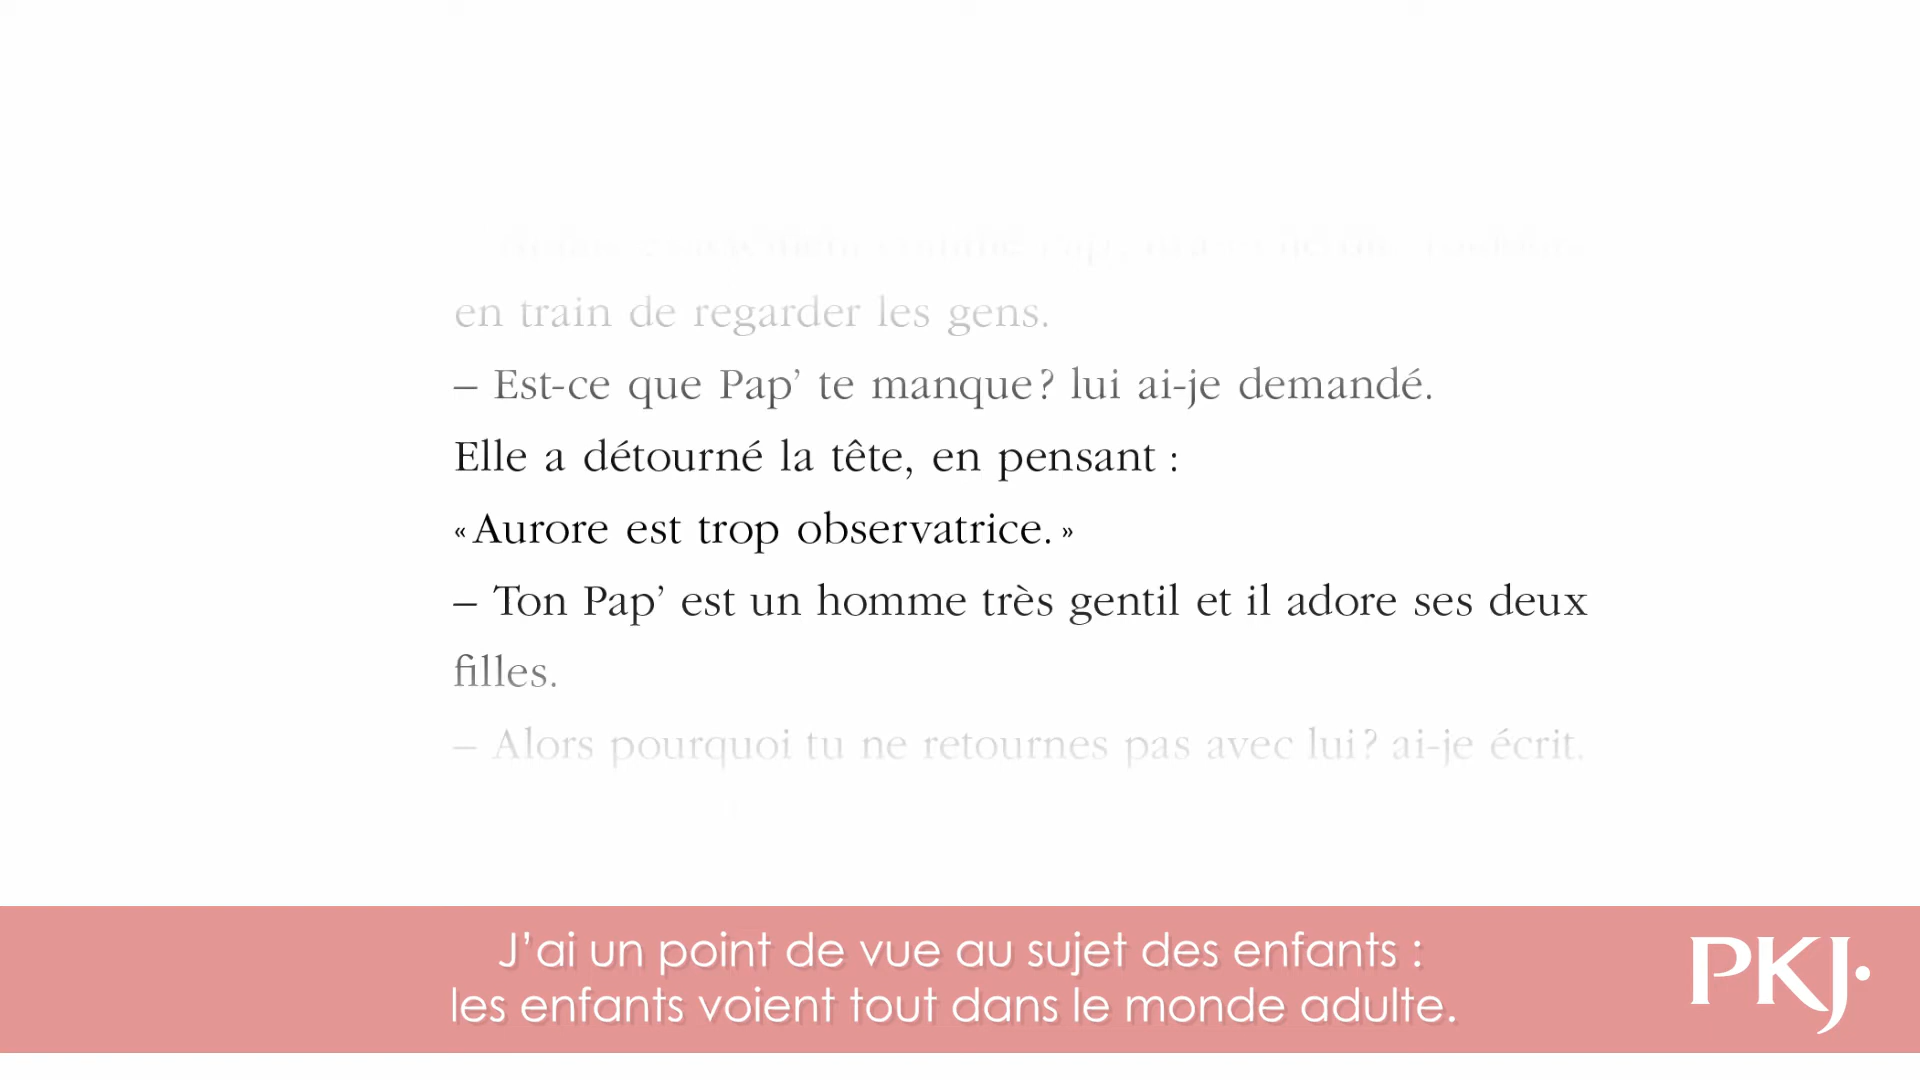 en train de regarder les gens.
– Est-ce que Pap’ te manque ? lui ai-je demandé.
Elle a détourné la tête, en pensant :
« Aurore est trop observatrice. »
– Ton Pap’ est un homme très gentil et il adore ses deux
filles.
– Alors pourquoi tu ne retournes pas avec lui ? ai-je écrit.
J’ai un point de vue au sujet des enfants :
les enfants voient tout dans le monde adulte.
PKJ.